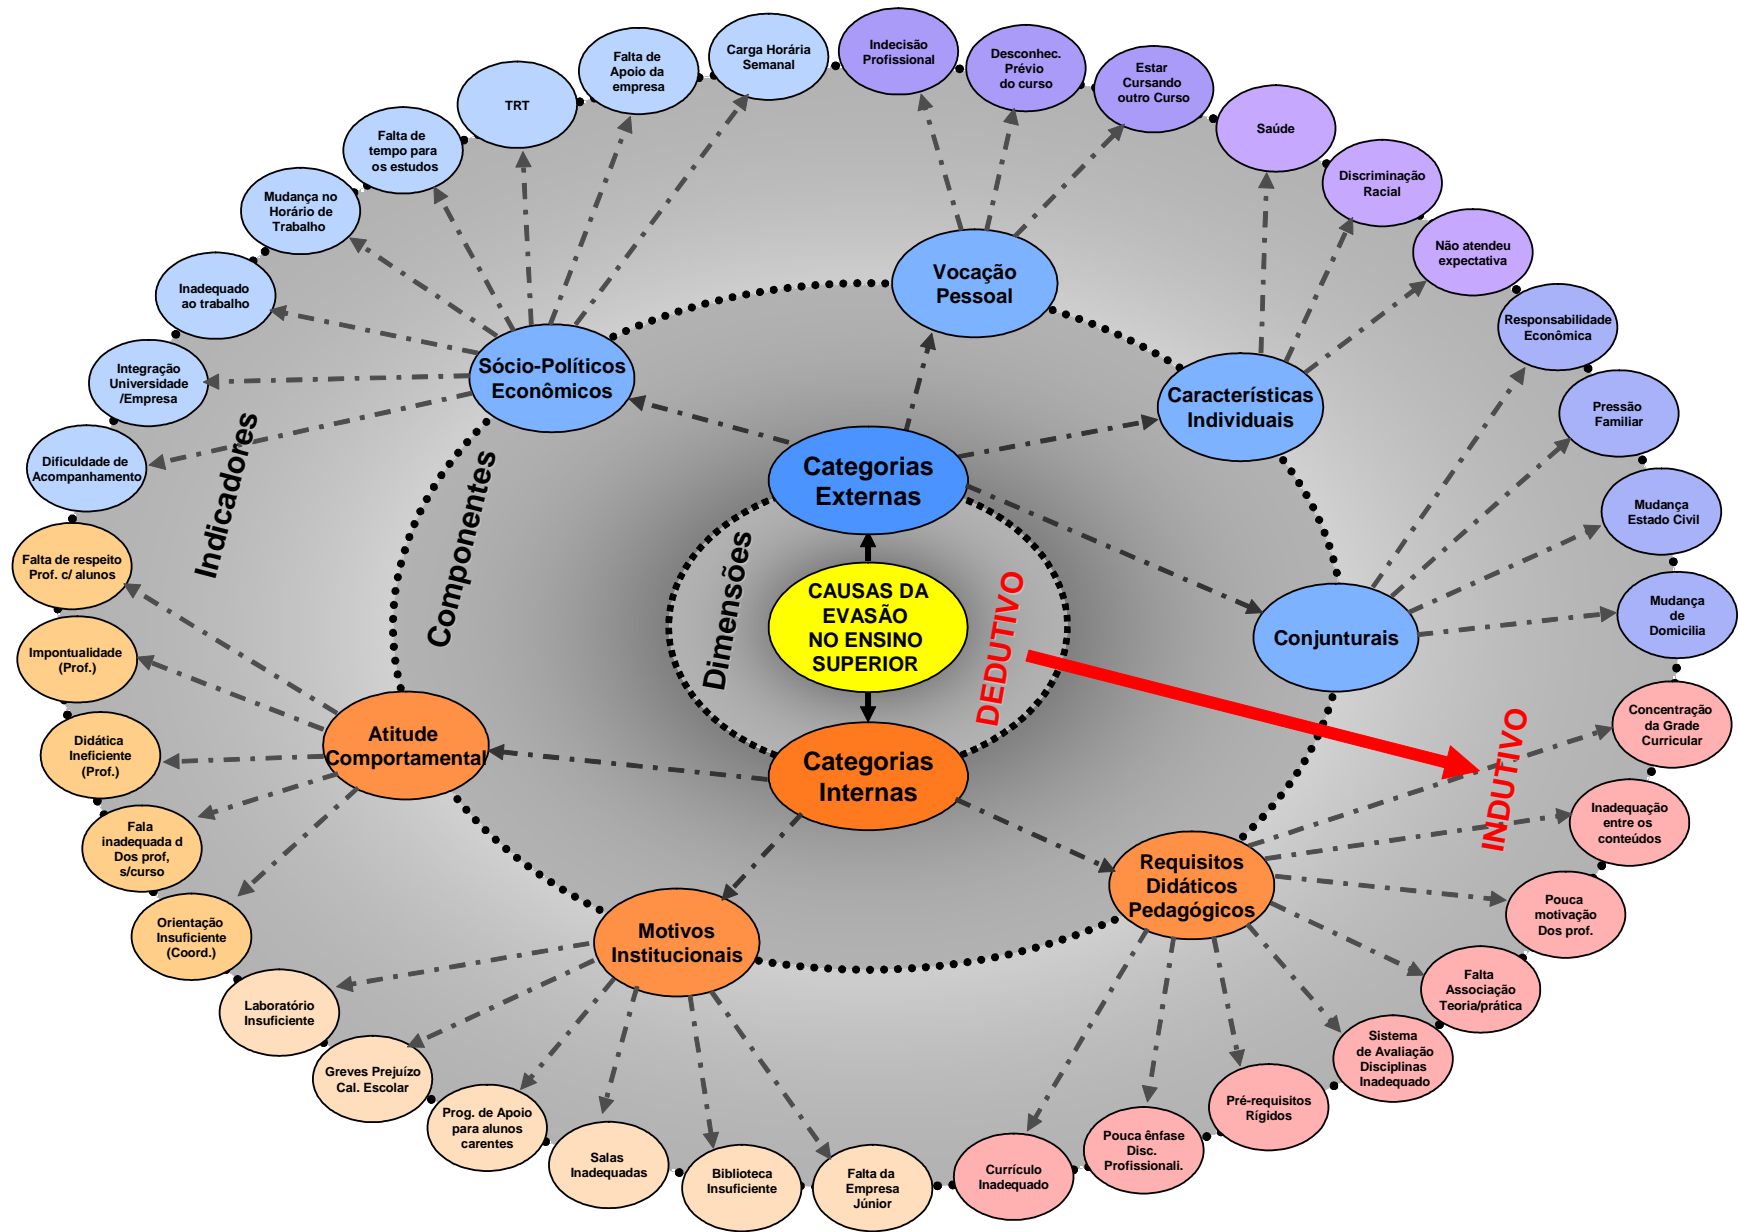 Carga Horária
Semanal
Indecisão
Profissional
Desconhec.
Prévio
do curso
Estar
Cursando
outro Curso
Saúde
Discriminação
Racial
Não atendeu
expectativa
Responsabilidade
Econômica
Pressão
Familiar
Mudança
Estado Civil
Mudança
de
Domicilia
Concentração
da Grade
Curricular
Inadequação
entre os
conteúdos
Pouca
motivação
Dos prof.
Falta
Associação
Teoria/prática
Sistema
de Avaliação
Disciplinas
Inadequado
Pré-requisitos
Rígidos
Pouca ênfase
Disc.
Profissionali.
Currículo
Inadequado
Falta da
Empresa
Júnior
Biblioteca
Insuficiente
Salas
Inadequadas
Prog. de Apoio
para alunos
carentes
Greves Prejuízo
Cal. Escolar
Laboratório
Insuficiente
Orientação
Insuficiente
(Coord.)
Fala
inadequada d
Dos prof,
s/curso
Didática
Ineficiente
(Prof.)
Impontualidade
(Prof.)
Falta de respeito
Prof. c/ alunos
Dificuldade de
Acompanhamento
Integração
Universidade
/Empresa
Inadequado
ao trabalho
Mudança no
Horário de
Trabalho
Falta de
tempo para
os estudos
TRT
Falta de
Apoio da
empresa
Vocação
Pessoal
Sócio-Políticos
Econômicos
Características
Individuais
Conjunturais
Requisitos
Didáticos
Pedagógicos
Motivos
Institucionais
Atitude
Comportamental
Categorias
Externas
CAUSAS DA
EVASÃO
NO ENSINO
SUPERIOR
Categorias
Internas
Indicadores
Componentes
Dimensões
DEDUTIVO
INDUTIVO